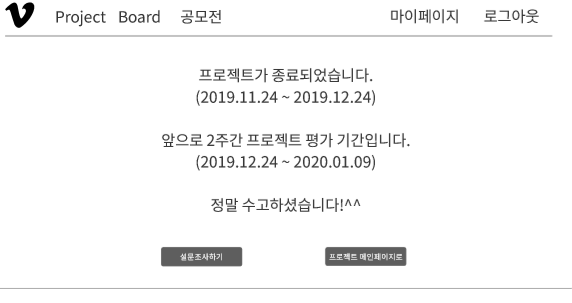 Project Board 공모전 마이페이지 로그아웃
프로젝트가 종료되었습니다.
(2019.11.24 ~ 2019.12.24)
앞으로 2주간 프로젝트 평가 기간입니다.
(2019.12.24 ~ 2020.01.09)
정말 수고하셨습니다!^^
설문조사하기 프로젝트 메인페이지로